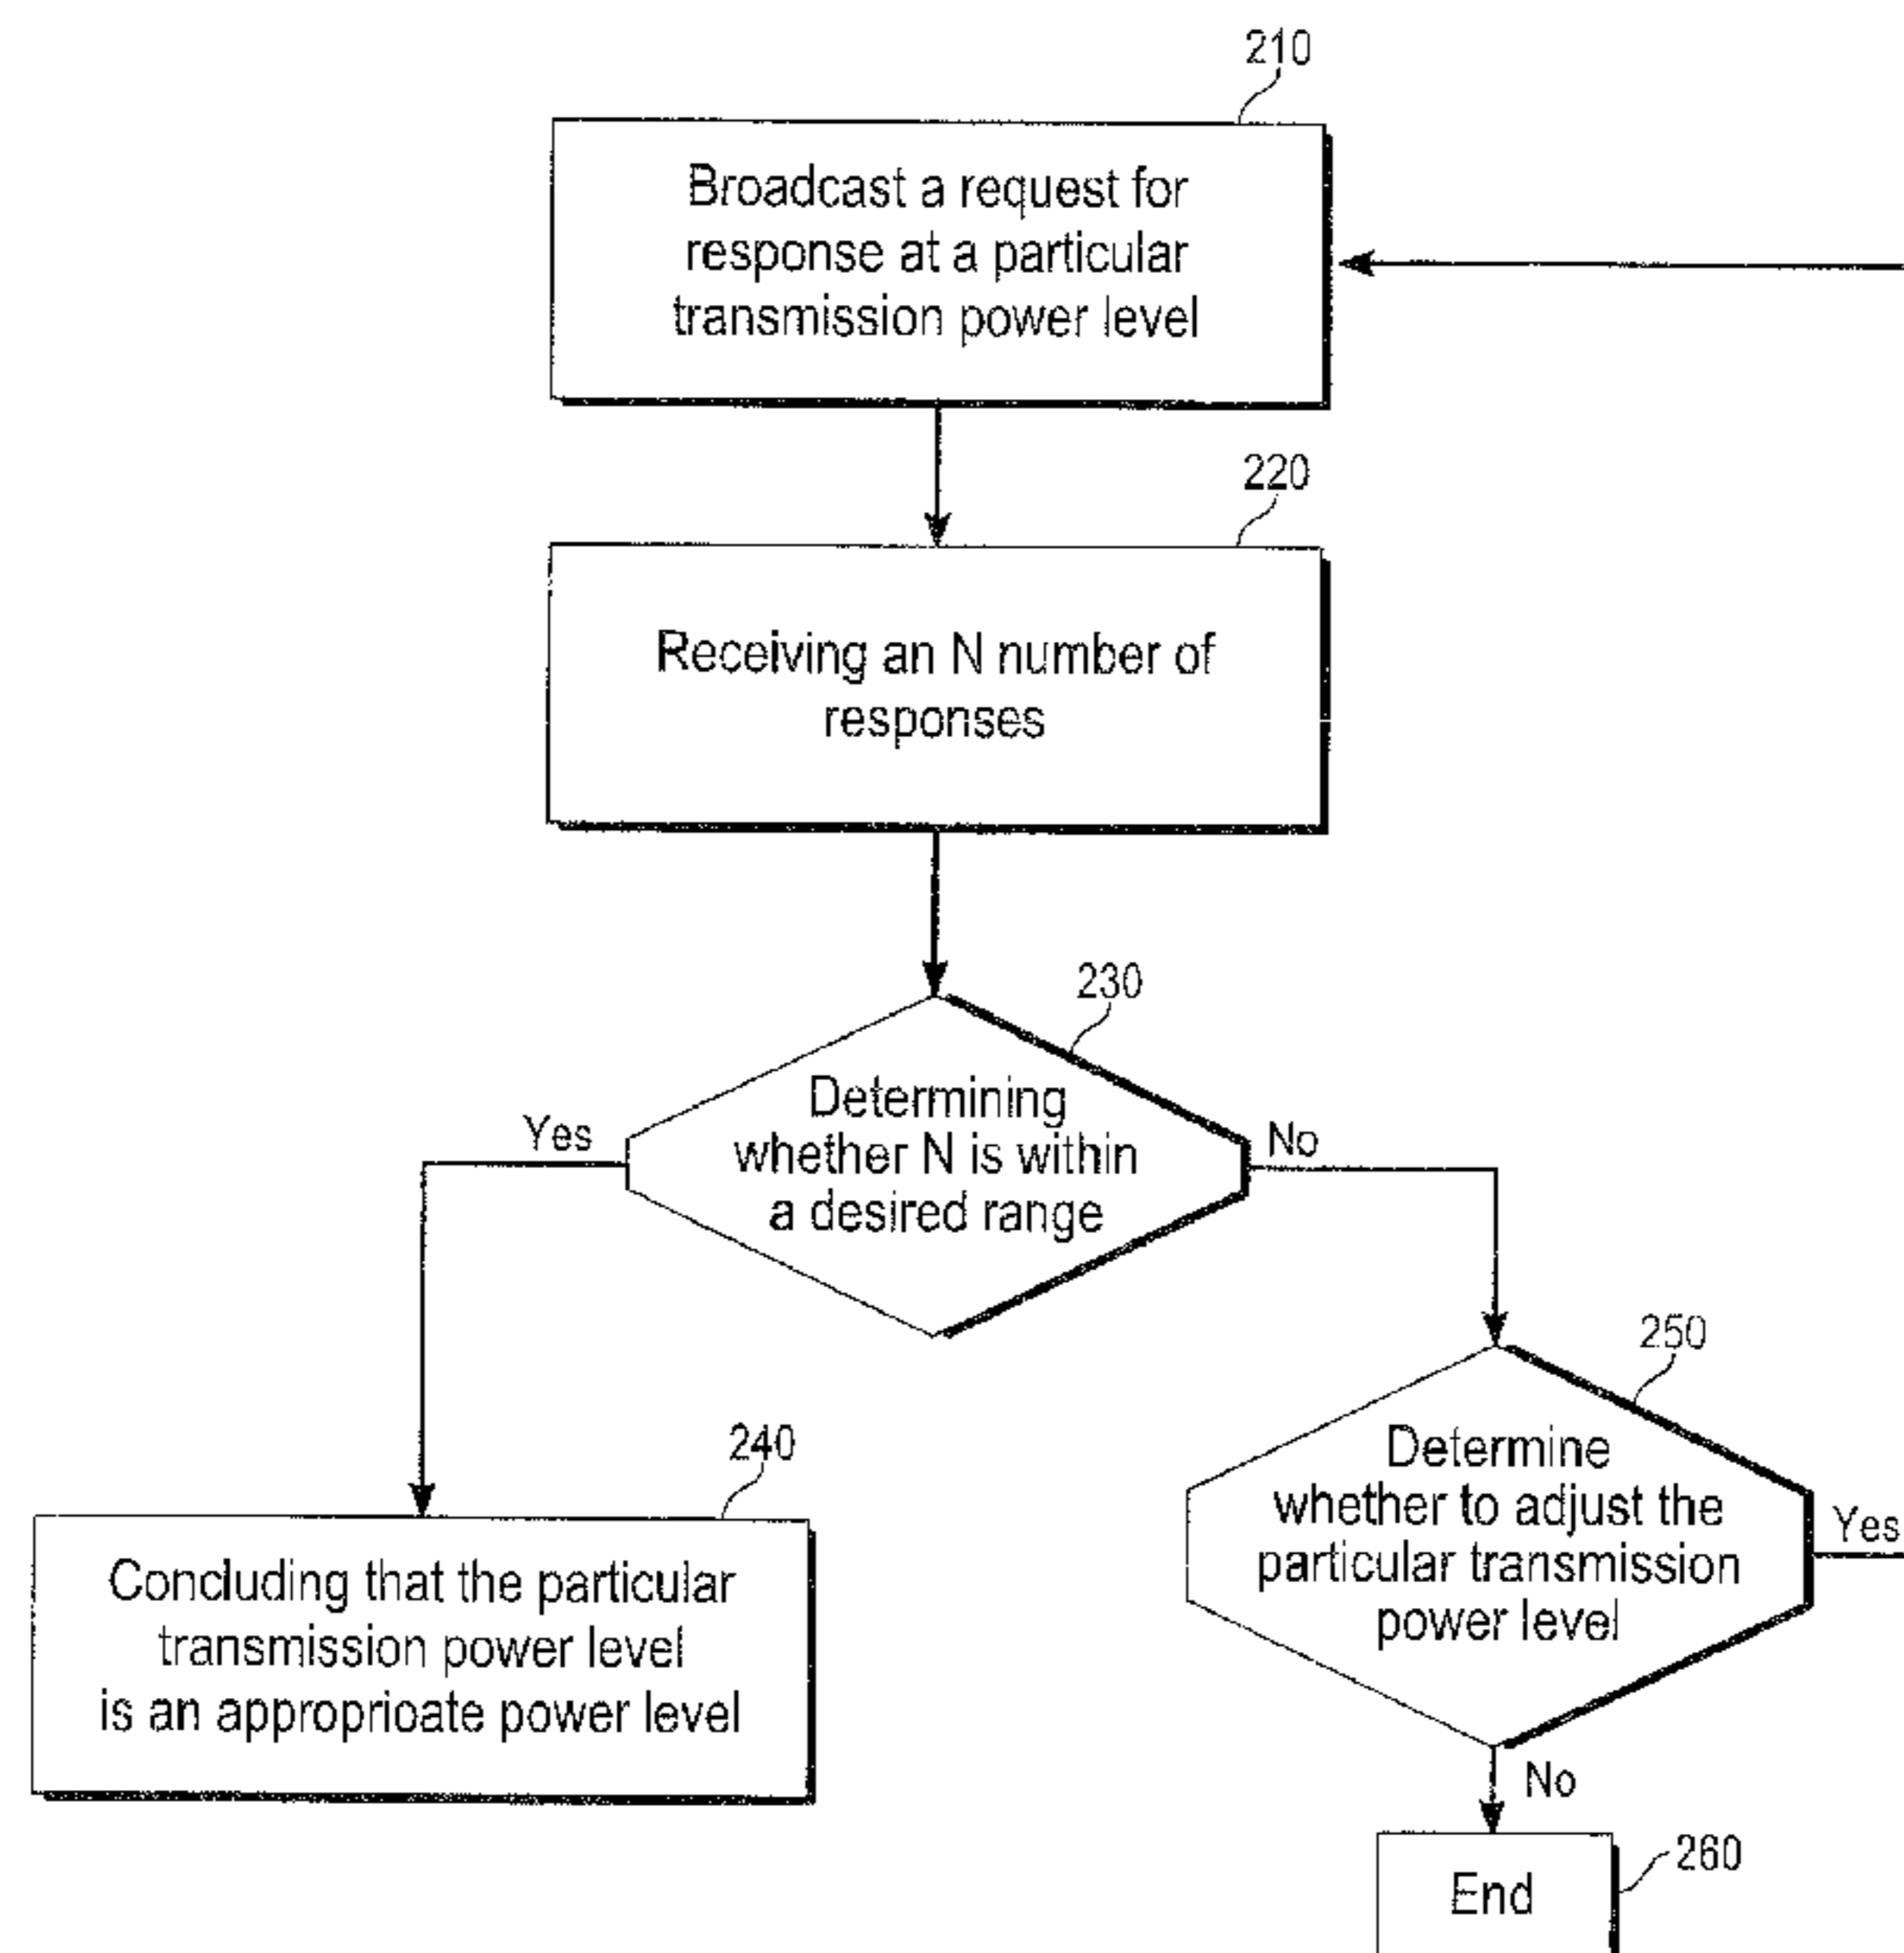 210
Broadcast a request for
response at a particular
transmission power level
220
Receiving an N number of
responses
230
Determining
whether N is within
a desired range
Yes
No
240
Concluding that the particular
transmission power level
is an approprioate power level
250
Determine
whether to adjust the
particular transmission
power level
Yes
No
260
End